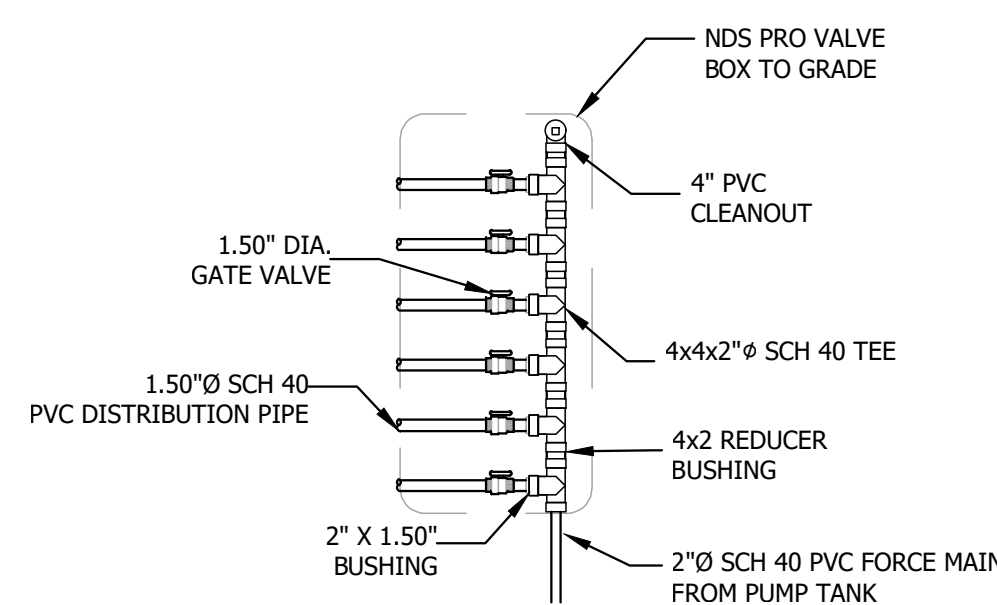 NDS PRO VALVE
BOX TO GRADE
4" PVC
CLEANOUT
1.50" DIA.
GATE VALVE
4x4x2"ø SCH 40 TEE
1.50"Ø SCH 40
PVC DISTRIBUTION PIPE
4x2 REDUCER
BUSHING
2" X 1.50"
BUSHING
2"Ø SCH 40 PVC FORCE MAIN
FROM PUMP TANK